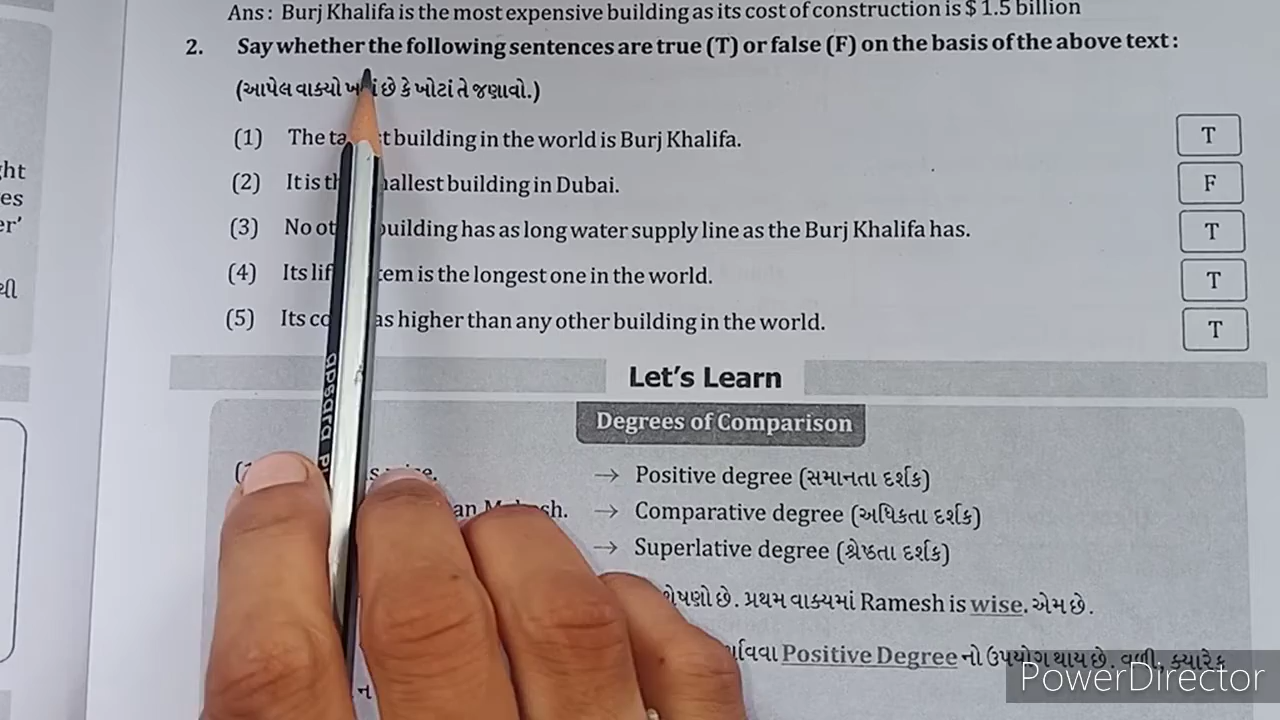 Ans: Burj Khalifa is the most expensive building as its cost of construction is $ 1.5 billion
2. Say whether the following sentences are true (T) or false (F) on the basis of the above text:
(આપેલ વાક્યો છે કે ખોટાં તે જણાવો.)
(1) The building in the world is Burj Khalifa. T
(2) It is building in Dubai. F
(3) No building has as long water supply line as the Burj Khalifa has. T
(4) Its is the longest one in the world. T
(5) Its higher than any other building in the world. T
Let's Learn
Degrees of Comparison
→ Positive degree (સમાનતા દર્શક)
→ Comparative degree (અધિકતા દર્શક)
→ Superlative degree (શ્રેષ્ઠતા દર્શક)
છે. પ્રથમ વાક્યમાં Ramesh is wise. એમ છે.
Positive Degree નો ઉપયોગ થાય છે. વળી, ક્યારેક
ght
es
er'
apsara
PowerDirector